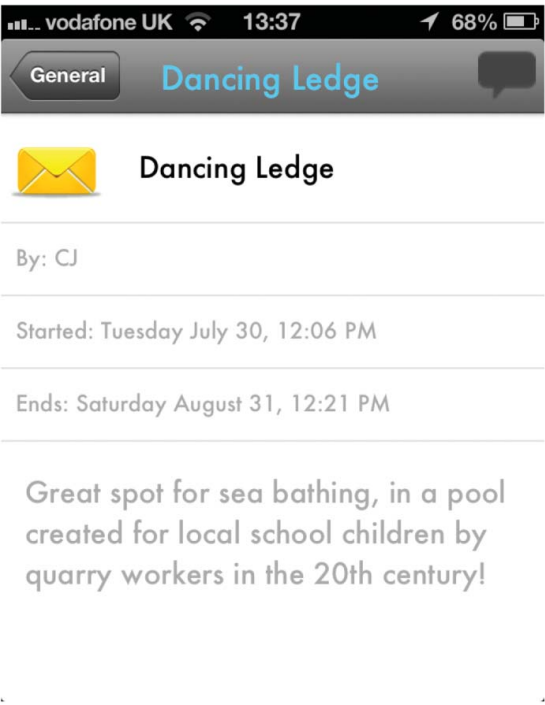 vodafone UK 13:37 68%
General Dancing Ledge
Dancing Ledge
By: CJ
Started: Tuesday July 30, 12:06 PM
Ends: Saturday August 31, 12:21 PM
Great spot for sea bathing, in a pool
created for local school children by
quarry workers in the 20th century!